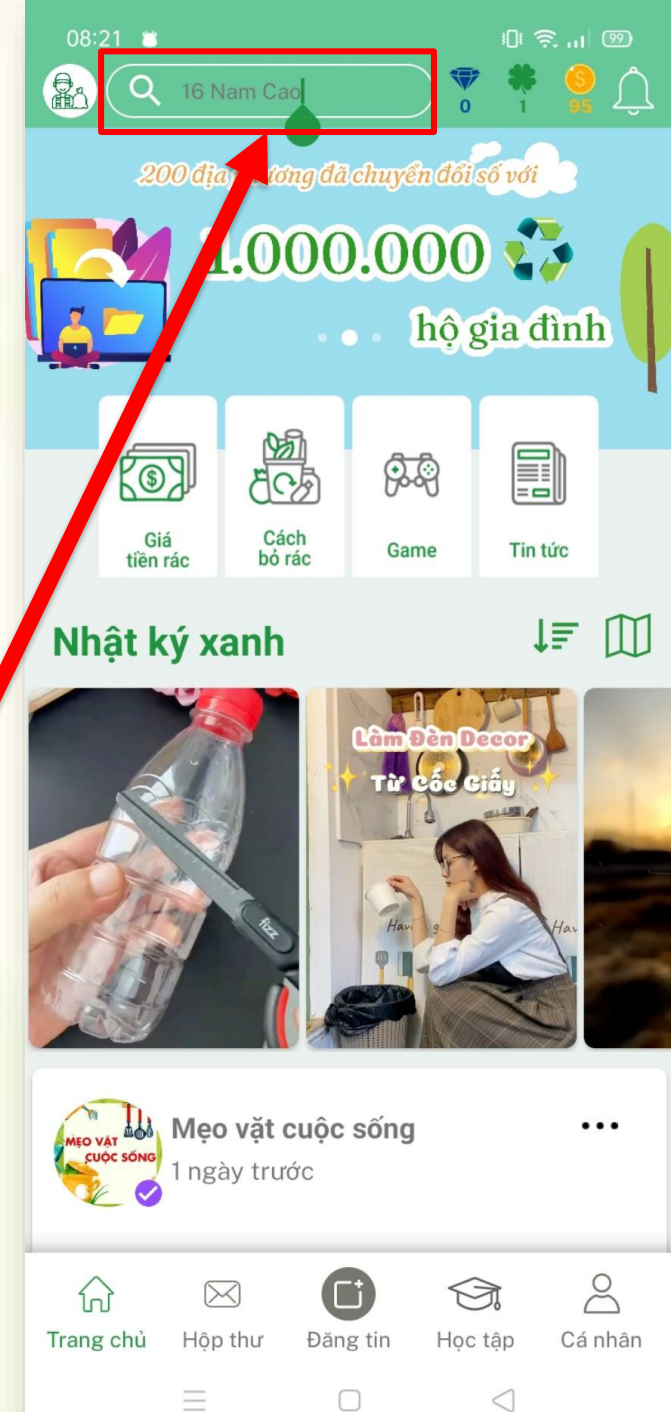 08:21
99
16 Nam Cao
0
1
95
200 địa phương đã chuyển đổi số với
1.000.000
hộ gia đình
Giá
tiền rác
Cách
bỏ rác
Game
Tin tức
Nhật ký xanh
fizz
Làm Đèn Decor
Từ Cốc Giấy
MẸO VẶT
CUỘC SỐNG
Mẹo vặt cuộc sống
1 ngày trước
Trang chủ
Hộp thư
Đăng tin
Học tập
Cá nhân